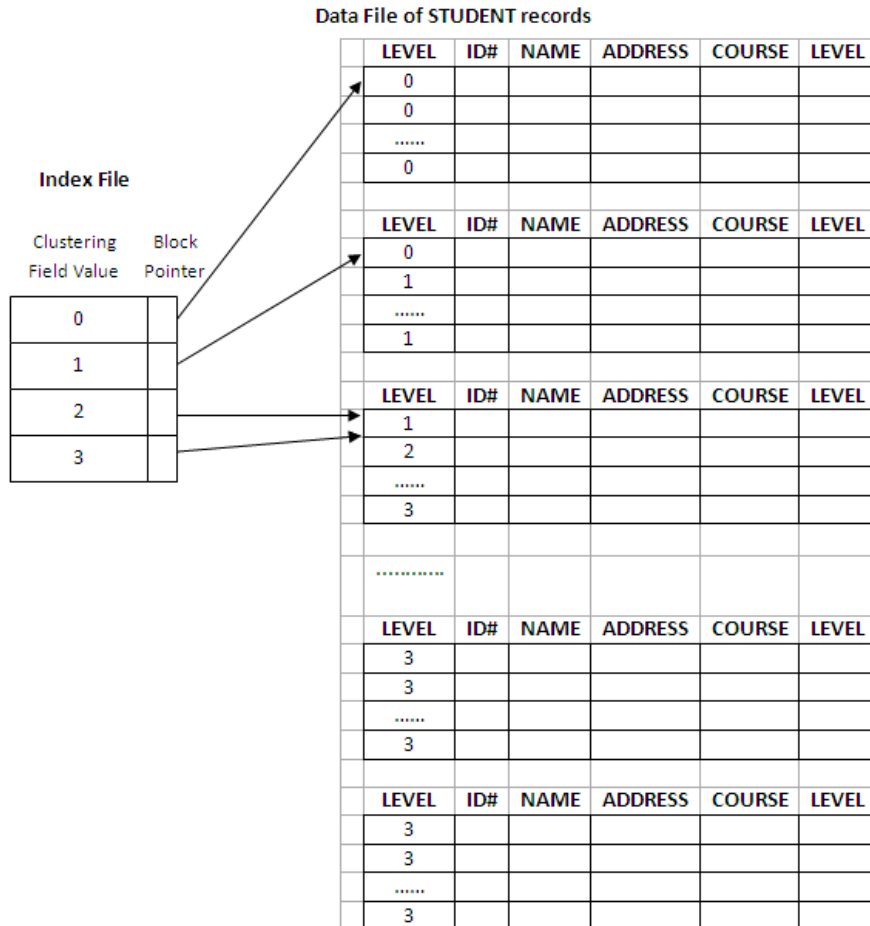 Data File of STUDENT records
LEVEL ID# NAME ADDRESS COURSE LEVEL
0
0
......
0
Index File
LEVEL ID# NAME ADDRESS COURSE LEVEL
Clustering Block
Field Value Pointer
0
1
......
1
0
1
2
3
LEVEL ID# NAME ADDRESS COURSE LEVEL
1
2
......
3
............
LEVEL ID# NAME ADDRESS COURSE LEVEL
3
3
......
3
LEVEL ID# NAME ADDRESS COURSE LEVEL
3
3
......
3